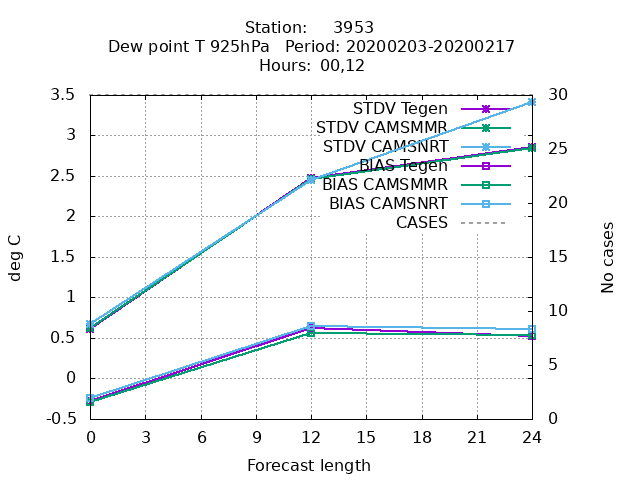 Station: 3953
Dew point T 925hPa Period: 20200203-20200217
Hours: 00,12
3.5
3
2.5
2
1.5
1
0.5
0
-0.5
deg C
30
25
20
15
10
5
0
No cases
STDV Tegen
STDV CAMSMMR
STDV CAMSNRT
BIAS Tegen
BIAS CAMSMMR
BIAS CAMSNRT
CASES
0 3 6 9 12 15 18 21 24
Forecast length